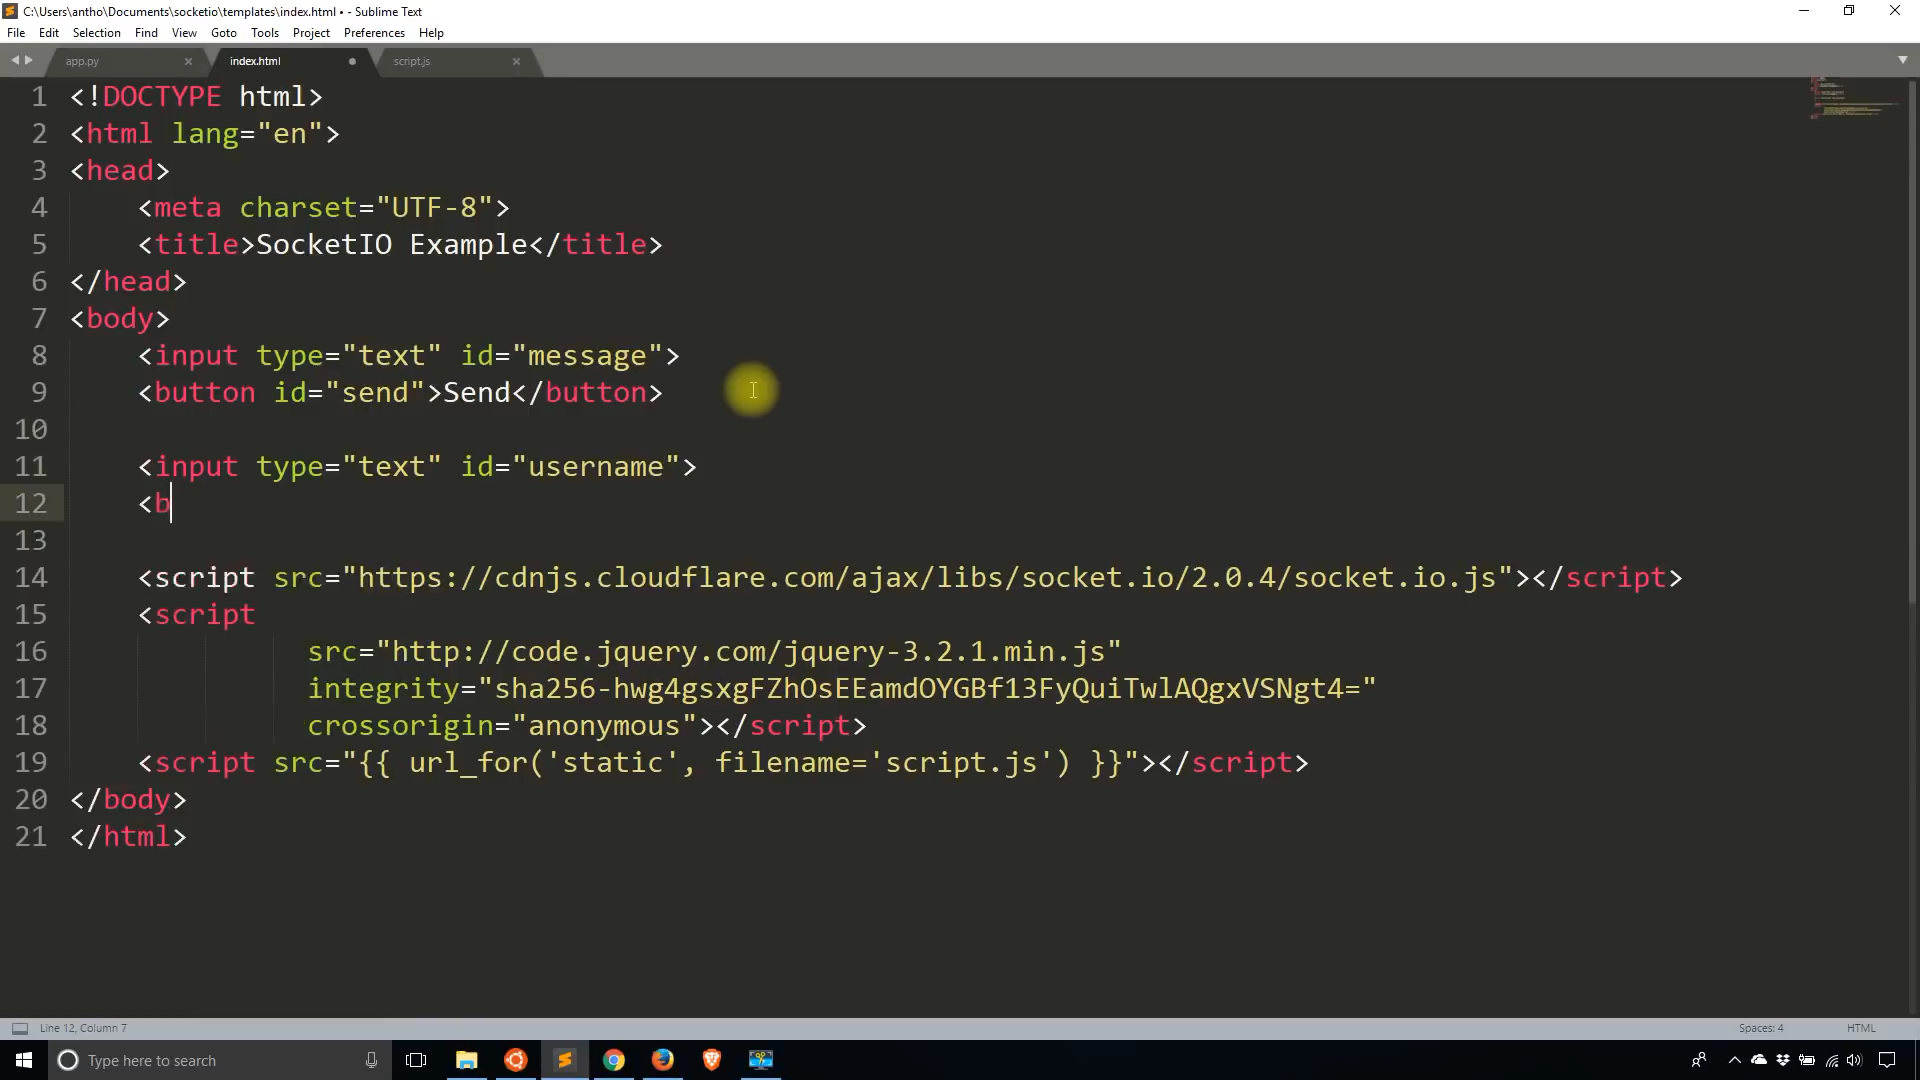 C:\Users\antho\Documents\socketio\templates\index.html • - Sublime Text
File Edit Selection Find View Goto Tools Project Preferences Help
app.py index.html script.js
1 <!DOCTYPE html>
2 <html lang="en">
3 <head>
4 <meta charset="UTF-8">
5 <title>SocketIO Example</title>
6 </head>
7 <body>
8 <input type="text" id="message">
9 <button id="send">Send</button>
10
11 <input type="text" id="username">
12 <b
13
14 <script src="https://cdnjs.cloudflare.com/ajax/libs/socket.io/2.0.4/socket.io.js"></script>
15 <script
16 src="http://code.jquery.com/jquery-3.2.1.min.js"
17 integrity="sha256-hwg4gsxgFZhOsEEamdOYGBf13FyQuiTwlAQgxVSNgt4="
18 crossorigin="anonymous"></script>
19 <script src="{{ url_for('static', filename='script.js') }}"></script>
20 </body>
21 </html>
Line 12, Column 7 Spaces: 4 HTML
Type here to search